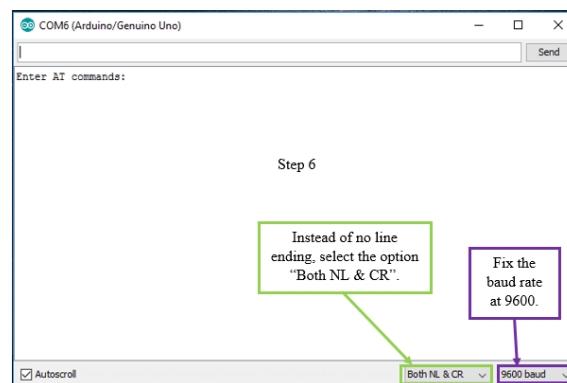 COM6 (Arduino/Genuino Uno)
Send
Enter AT commands:
Step 6
Instead of no line
ending, select the option
“Both NL & CR”.
Fix the
baud rate
at 9600.
Autoscroll
Both NL & CR
9600 baud